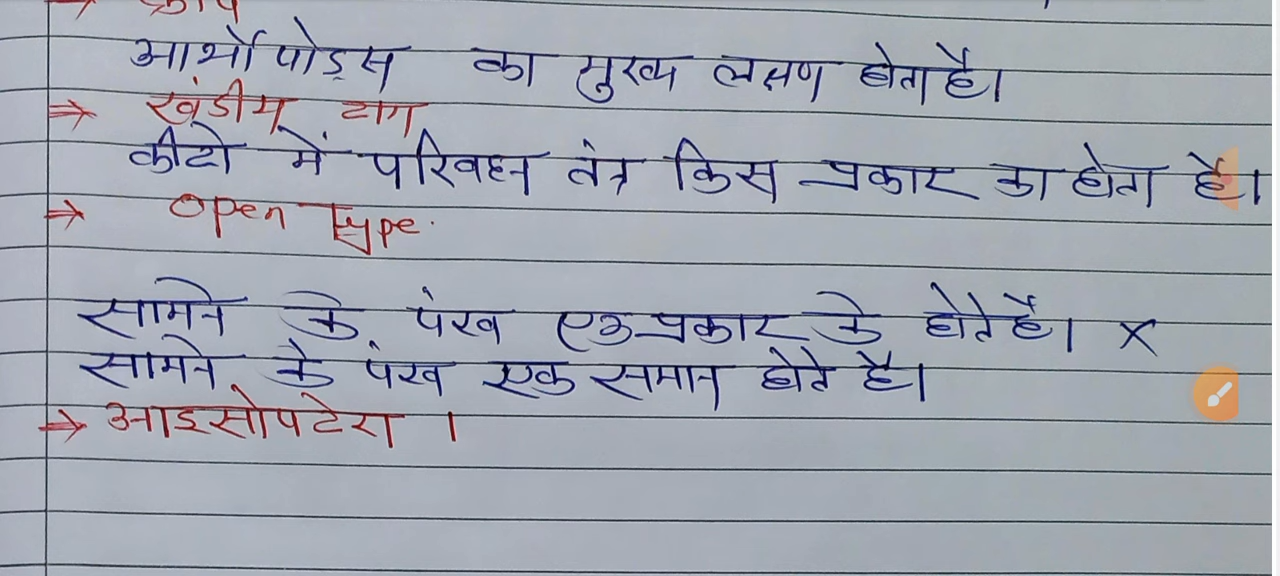 आर्थोपोड्स का मुख्य लक्षण होता है।
⇒ खंडीय टांग
कीटो में परिवहन तंत्र किस प्रकार का होता है।
⇒ open Type.
सामने के पंख एक प्रकार के होते है। ×
सामने के पंख एक समान होते है।
⇒ आइसोपटेरा ।